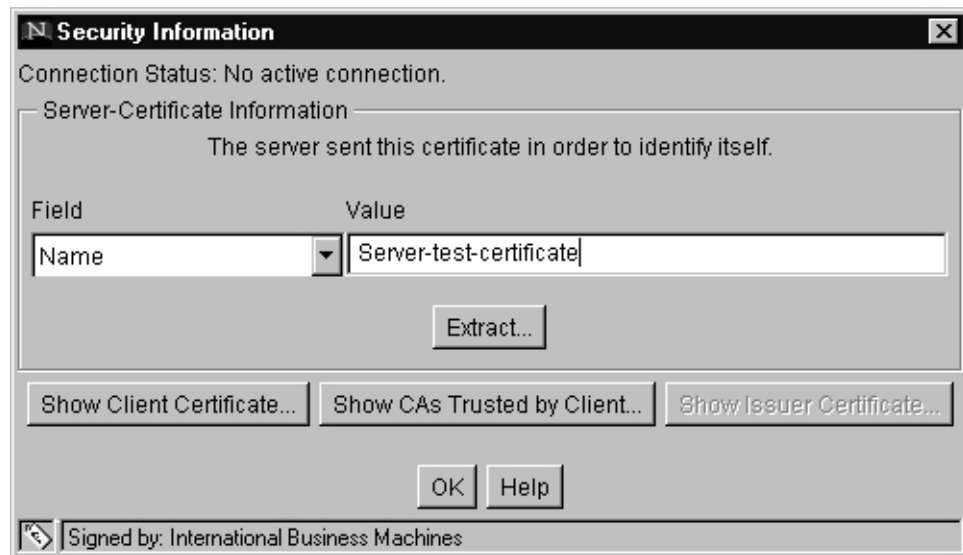 N Security Information
Connection Status: No active connection.
Server-Certificate Information
The server sent this certificate in order to identify itself.
Field Value
Name Server-test-certificate
Extract...
Show Client Certificate... Show CAs Trusted by Client... Show Issuer Certificate...
OK Help
Signed by: International Business Machines